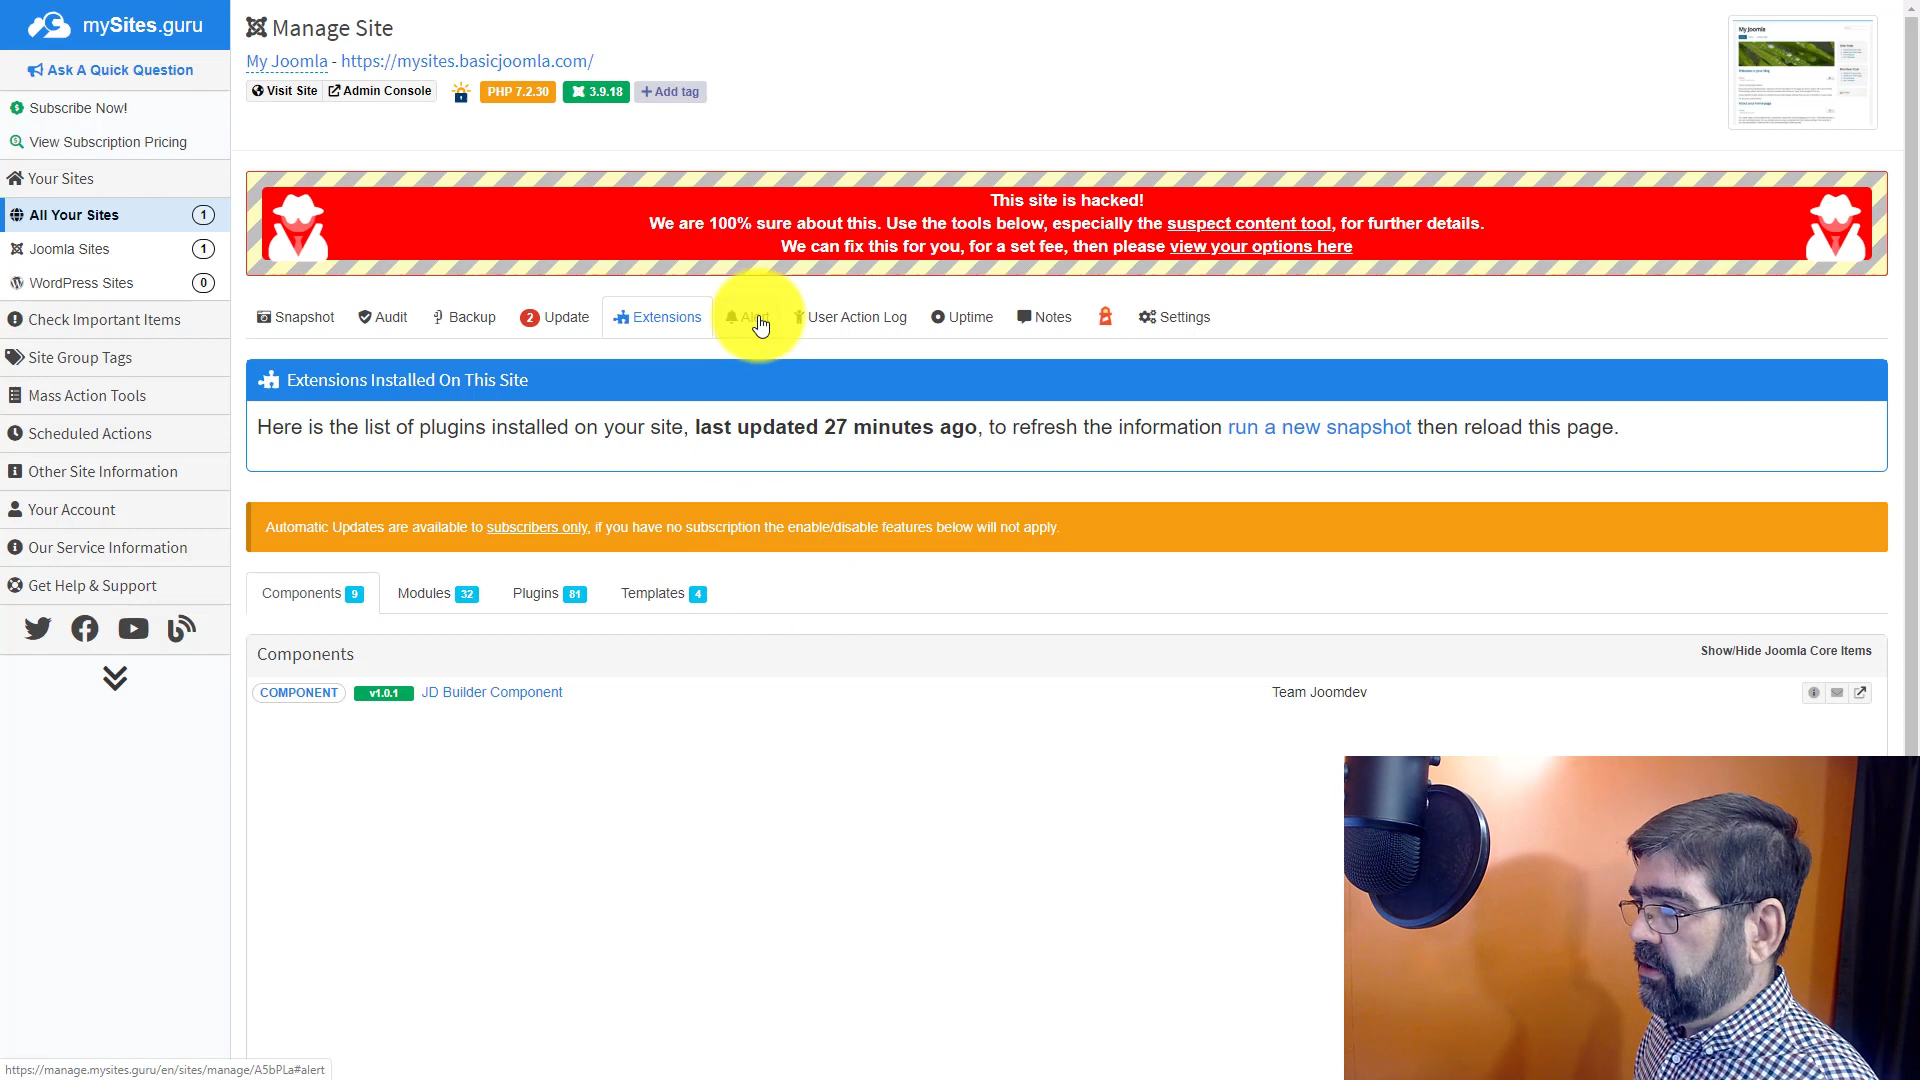 mySites.guru
Ask A Quick Question
Subscribe Now!
View Subscription Pricing
Your Sites
All Your Sites 1
Joomla Sites 1
WordPress Sites 0
Check Important Items
Site Group Tags
Mass Action Tools
Scheduled Actions
Other Site Information
Your Account
Our Service Information
Get Help & Support
Manage Site
My Joomla - https://mysites.basicjoomla.com/
Visit Site Admin Console PHP 7.2.30 3.9.18 + Add tag
My Joomla
This site is hacked!
We are 100% sure about this. Use the tools below, especially the suspect content tool, for further details.
We can fix this for you, for a set fee, then please view your options here
Snapshot Audit Backup 2 Update Extensions Alert User Action Log Uptime Notes Settings
Extensions Installed On This Site
Here is the list of plugins installed on your site, last updated 27 minutes ago, to refresh the information run a new snapshot then reload this page.
Automatic Updates are available to subscribers only, if you have no subscription the enable/disable features below will not apply.
Components 9 Modules 32 Plugins 81 Templates 4
Components Show/Hide Joomla Core Items
COMPONENT v1.0.1 JD Builder Component Team Joomdev
https://manage.mysites.guru/en/sites/manage/A5bPLa#alert